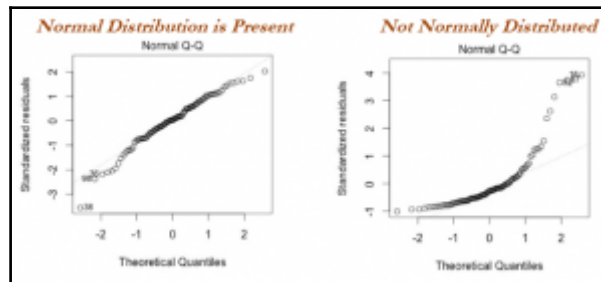 Normal Distribution is Present
Normal Q-Q
Standardized residuals
2
1
0
-1
-2
-3
38
-2
-1
0
1
2
Theoretical Quantiles
Not Normally Distributed
Normal Q-Q
Standardized residuals
4
3
2
1
0
-1
-2
-1
0
1
2
Theoretical Quantiles